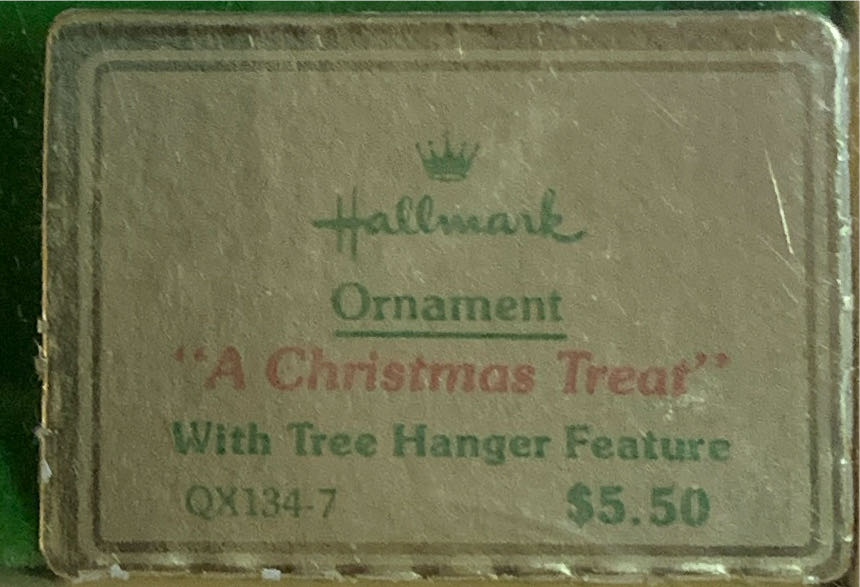 Hallmark
Ornament
"A Christmas Treat"
With Tree Hanger Feature
QX134-7 $5.50